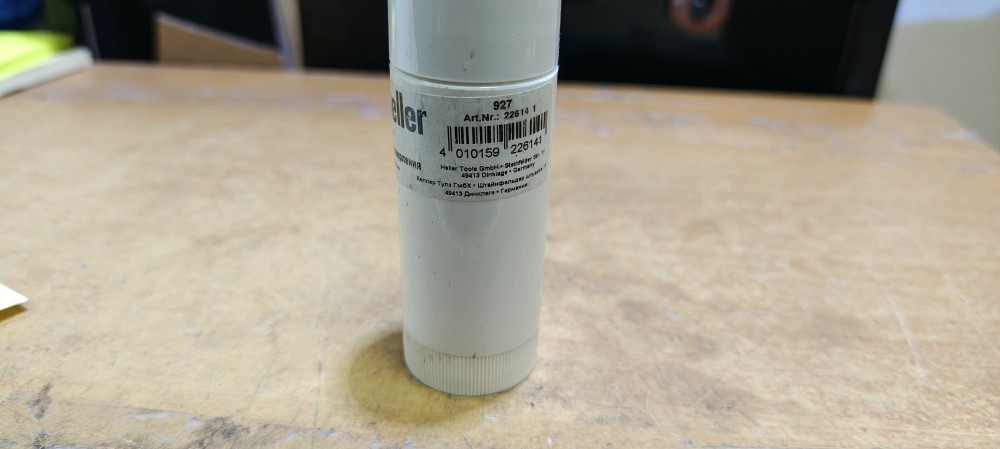 eller
927
Art.Nr.: 22614 1
4 010159 226141
Heller Tools GmbH • Steinfelder Str.
49413 Dinklage • Germany
Хеллер Тулз ГмбХ • Штайнфельдер
49413 Динклаге • Германия